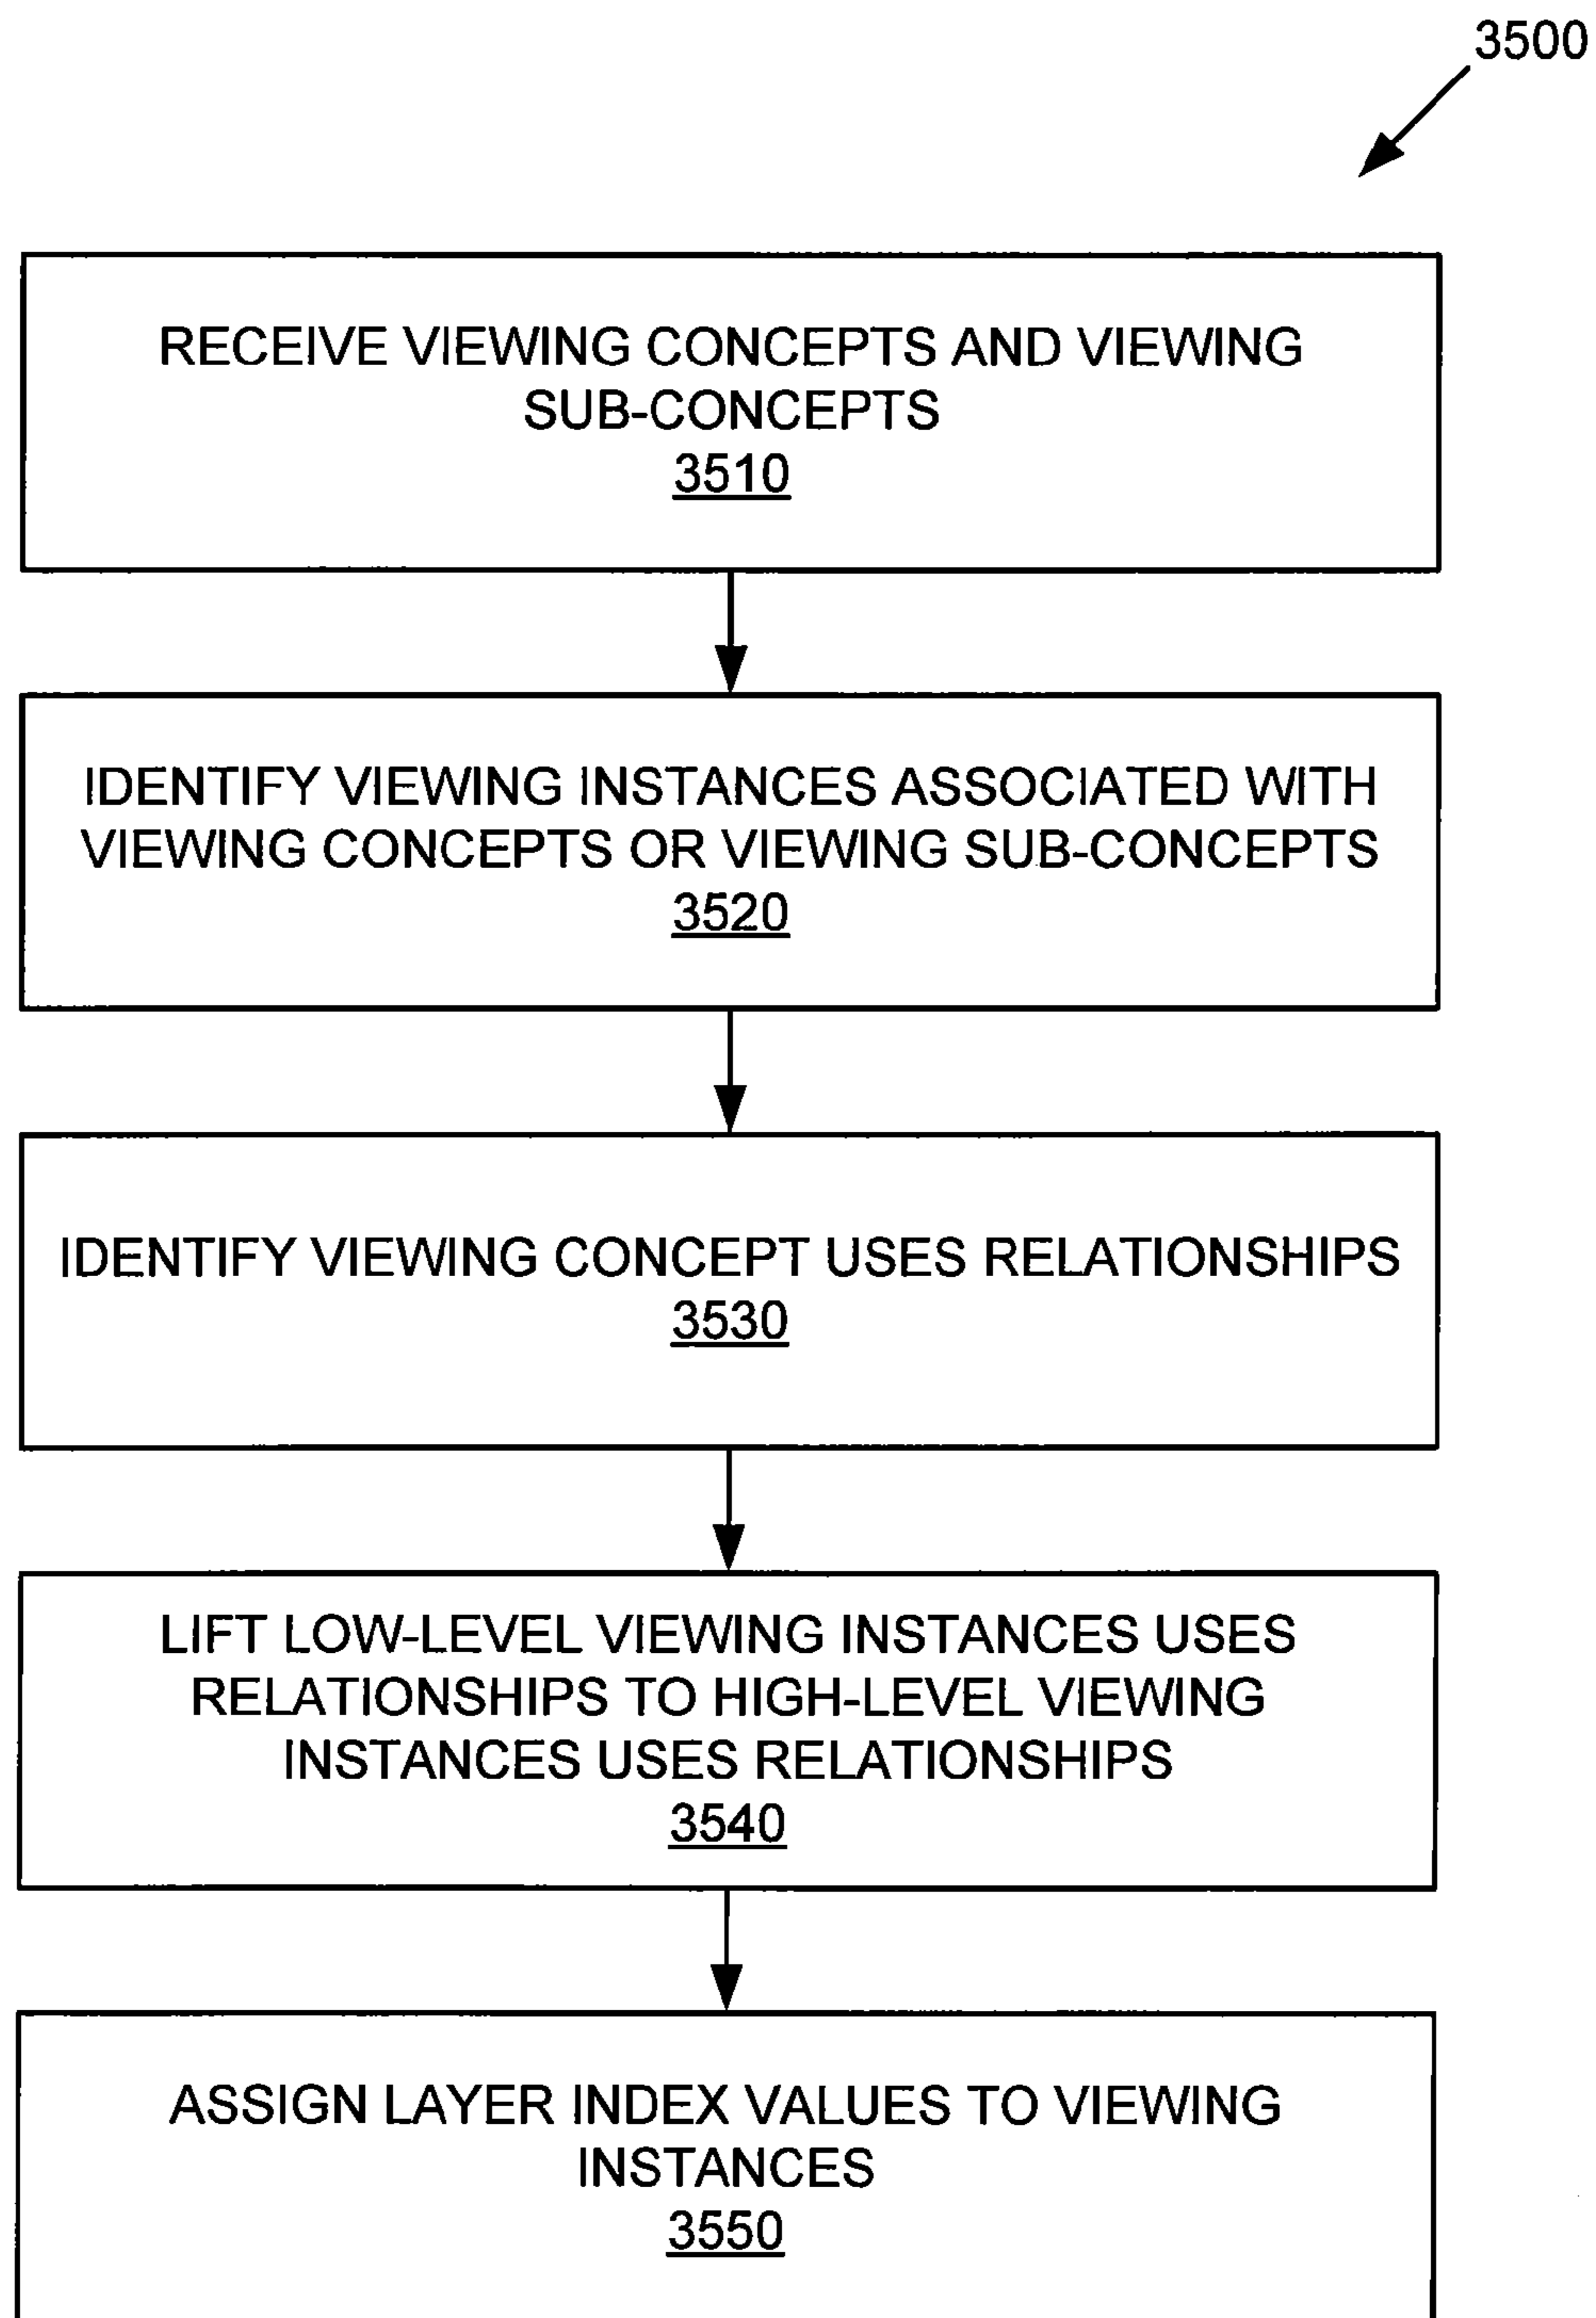 3500
RECEIVE VIEWING CONCEPTS AND VIEWING
SUB-CONCEPTS
3510
IDENTIFY VIEWING INSTANCES ASSOCIATED WITH
VIEWING CONCEPTS OR VIEWING SUB-CONCEPTS
3520
IDENTIFY VIEWING CONCEPT USES RELATIONSHIPS
3530
LIFT LOW-LEVEL VIEWING INSTANCES USES
RELATIONSHIPS TO HIGH-LEVEL VIEWING
INSTANCES USES RELATIONSHIPS
3540
ASSIGN LAYER INDEX VALUES TO VIEWING
INSTANCES
3550